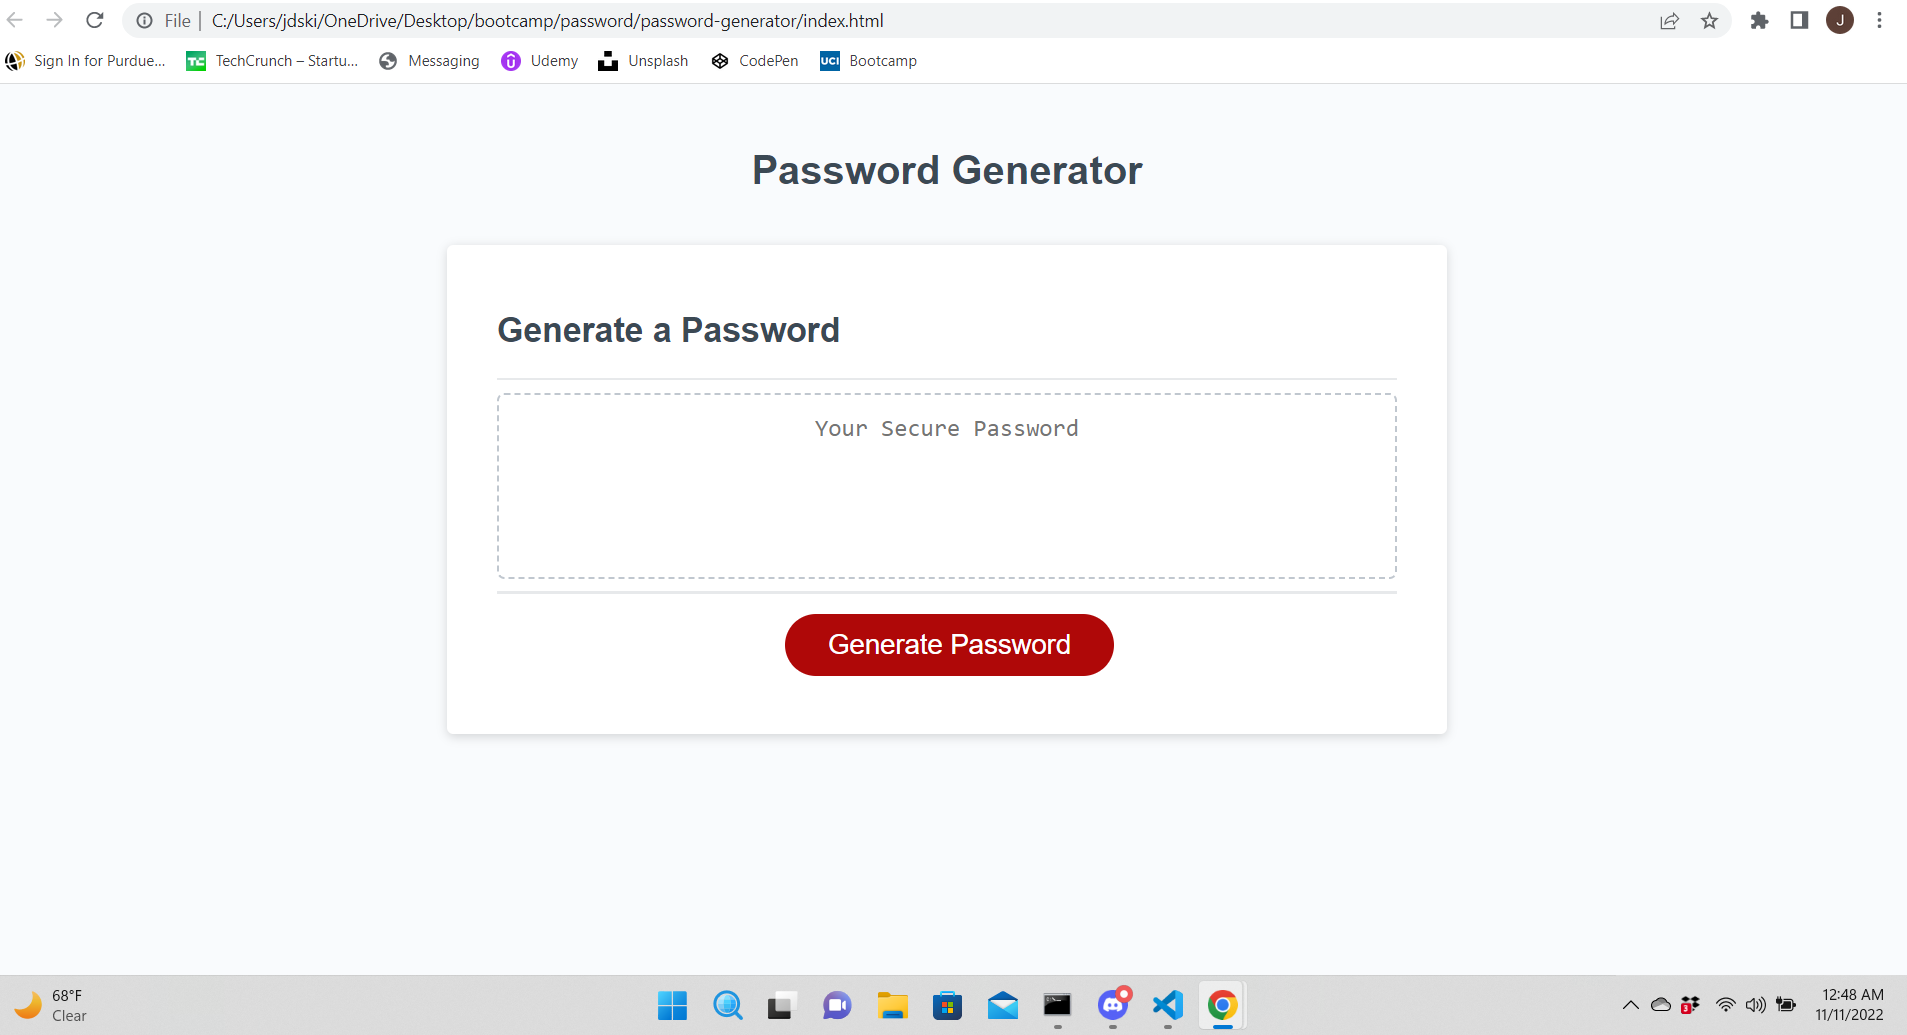 File | C:/Users/jdski/OneDrive/Desktop/bootcamp/password/password-generator/index.html
J
Sign In for Purdue... TechCrunch – Startu... Messaging Udemy Unsplash CodePen UCI Bootcamp
Password Generator
Generate a Password
Your Secure Password
Generate Password
68°F
Clear
3
12:48 AM
11/11/2022